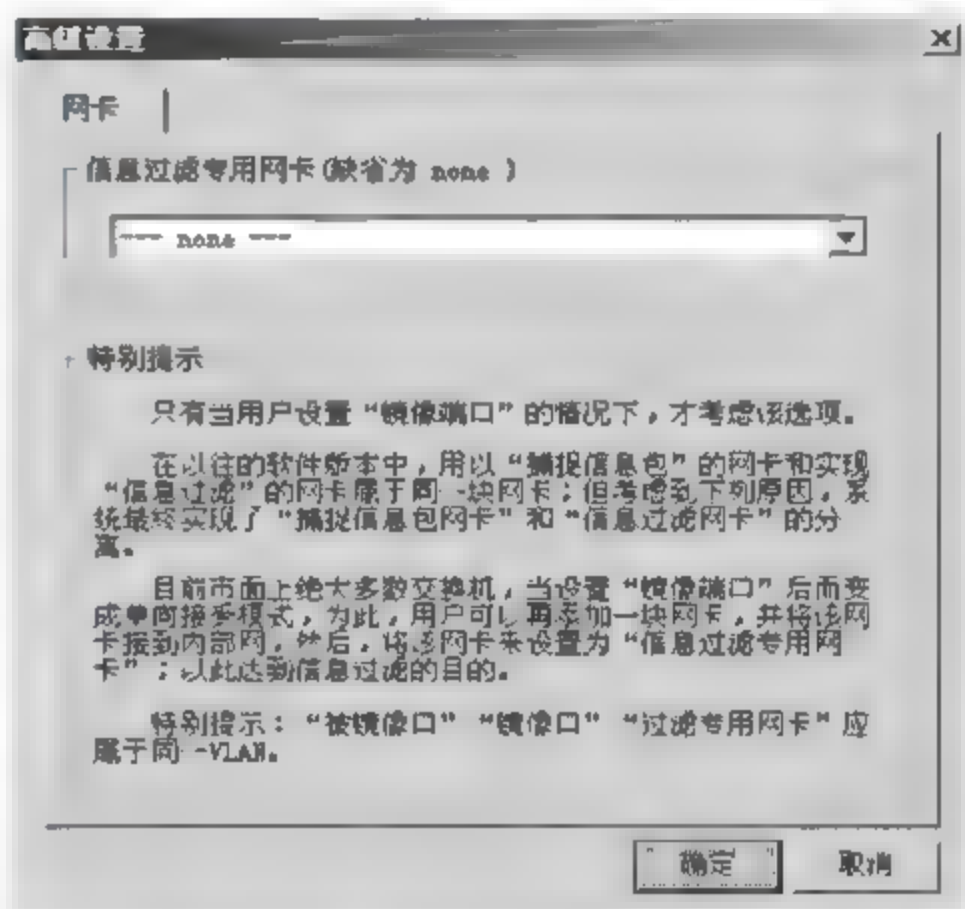 高级设置
网卡
信息过滤专用网卡(缺省为 none )
--- none ---
特别提示
只有当用户设置“镜像端口”的情况下，才考虑该选项。
在以往的软件版本中，用以“捕捉信息包”的网卡和实现
“信息过滤”的网卡属于同一块网卡；但考虑到下列原因，系
统最终实现了“捕捉信息包网卡”和“信息过滤网卡”的分
离。
目前市面上绝大多数交换机，当设置“镜像端口”后而变
成单向接受模式，为此，用户可以再添加一块网卡，并将该网
卡接到内部网，然后，将该网卡来设置为“信息过滤专用网
卡”；以此达到信息过滤的目的。
特别提示：“被镜像口”“镜像口”“过滤专用网卡”应
属于同一VLAN。
确定
取消